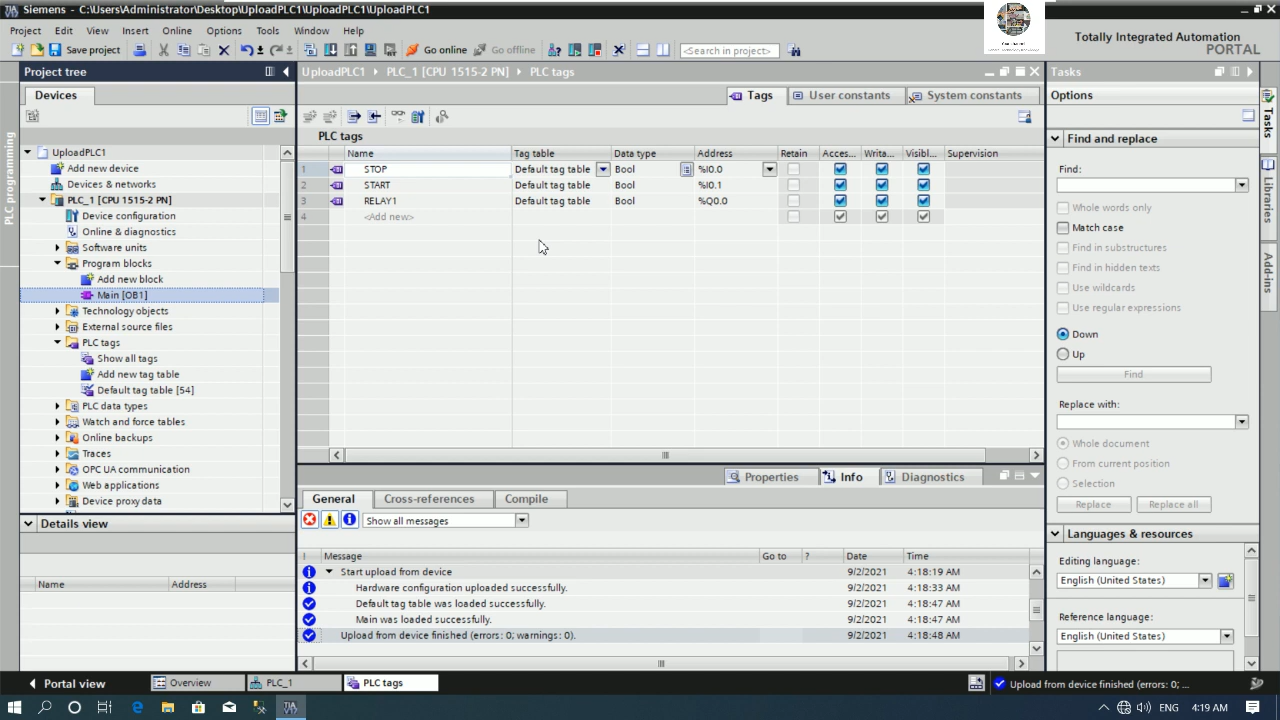 Siemens - C:\Users\Administrator\Desktop\UploadPLC1\UploadPLC1\UploadPLC1
Project Edit View Insert Online Options Tools Window Help
Totally Integrated Automation
PORTAL
Save project Go online Go offline <Search in project>
Project tree
UploadPLC1 PLC_1 [CPU 1515-2 PN] PLC tags
Tasks
Devices
Tags User constants System constants
Options
PLC programming
PLC tags
Find and replace
Name Tag table Data type Address Retain Acces... Writa... Visibl... Supervision
1 STOP Default tag table Bool %I0.0
2 START Default tag table Bool %I0.1
3 RELAY1 Default tag table Bool %Q0.0
4 <Add new>
UploadPLC1
Add new device
Devices & networks
PLC_1 [CPU 1515-2 PN]
Device configuration
Online & diagnostics
Software units
Program blocks
Add new block
Main [OB1]
Technology objects
External source files
PLC tags
Show all tags
Add new tag table
Default tag table [54]
PLC data types
Watch and force tables
Online backups
Traces
OPC UA communication
Web applications
Device proxy data
Find:
Whole words only
Match case
Find in substructures
Find in hidden texts
Use wildcards
Use regular expressions
Down
Up
Find
Replace with:
Whole document
From current position
Selection
Replace Replace all
Tasks
Libraries
Add-ins
Properties Info Diagnostics
General Cross-references Compile
Show all messages
! Message Go to ? Date Time
Start upload from device 9/2/2021 4:18:19 AM
Hardware configuration uploaded successfully. 9/2/2021 4:18:33 AM
Default tag table was loaded successfully. 9/2/2021 4:18:47 AM
Main was loaded successfully. 9/2/2021 4:18:47 AM
Upload from device finished (errors: 0; warnings: 0). 9/2/2021 4:18:48 AM
Details view
Name Address
Languages & resources
Editing language:
English (United States)
Reference language:
English (United States)
Portal view Overview PLC_1 PLC tags
Upload from device finished (errors: 0; ...
ENG 4:19 AM